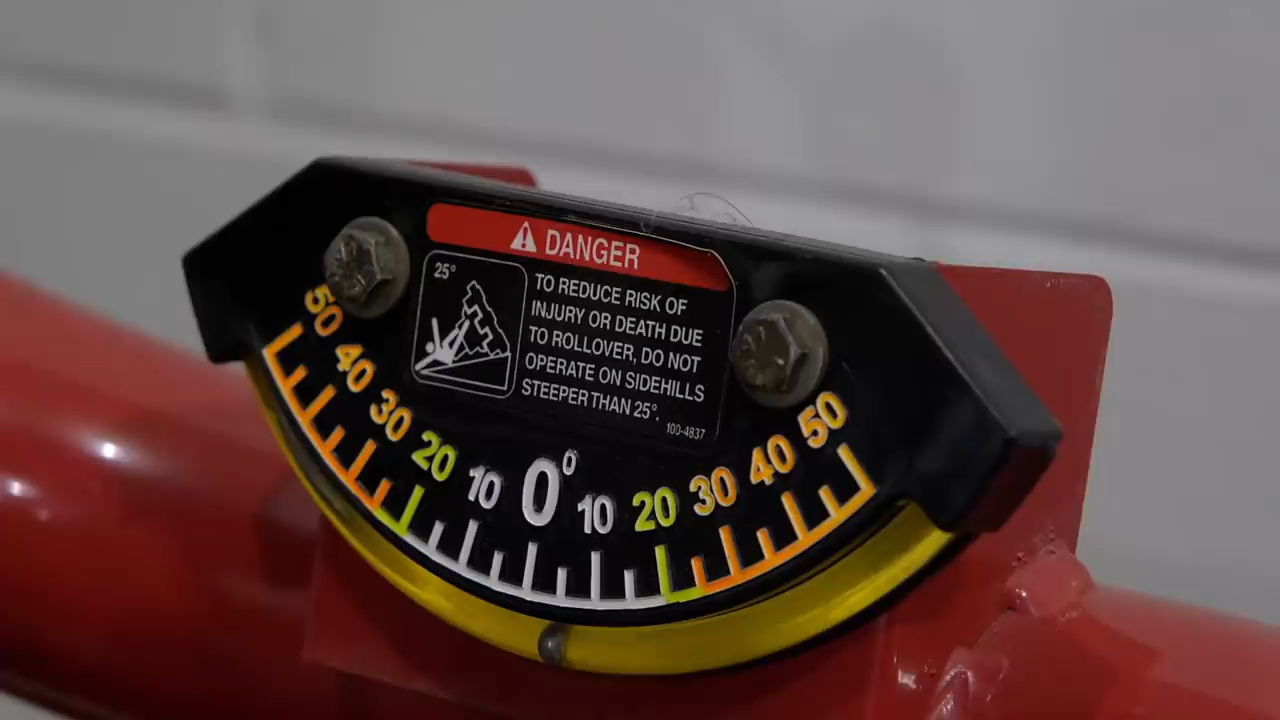 DANGER
25°
TO REDUCE RISK OF
INJURY OR DEATH DUE
TO ROLLOVER, DO NOT
OPERATE ON SIDEHILLS
STEEPER THAN 25°.
100-4837
50 40 30 20 10 0° 10 20 30 40 50